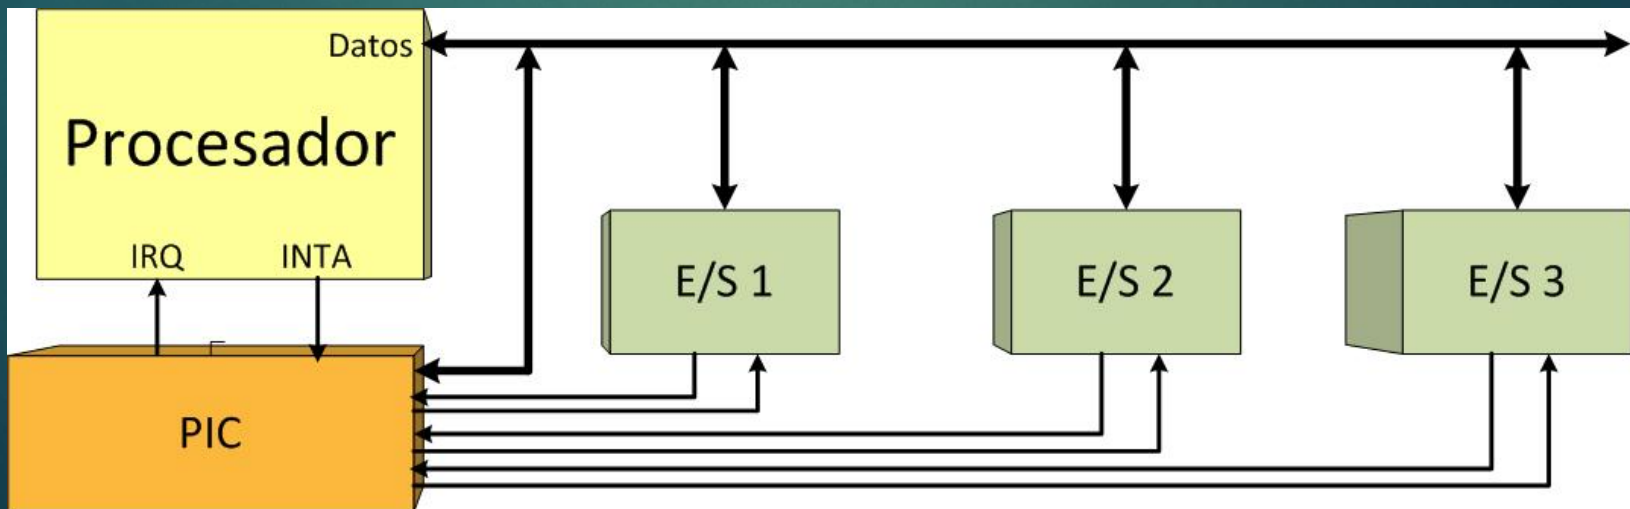 Datos
Procesador
IRQ INTA
E/S 1
E/S 2
E/S 3
PIC